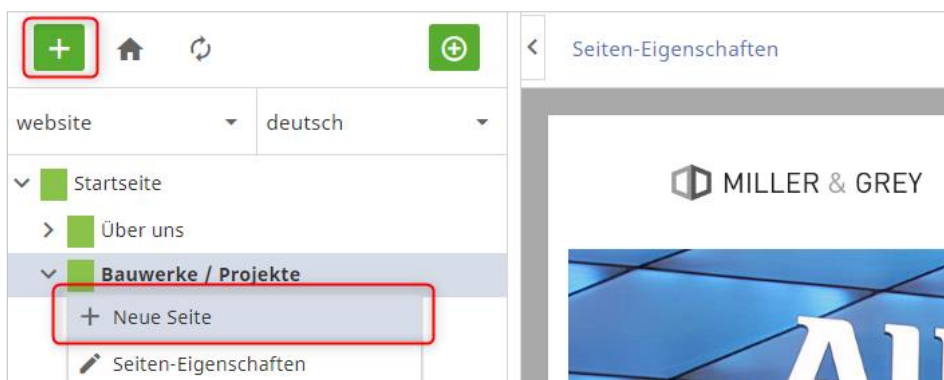 Seiten-Eigenschaften
website deutsch
Startseite
MILLER & GREY
Über uns
Bauwerke / Projekte
+ Neue Seite
Seiten-Eigenschaften